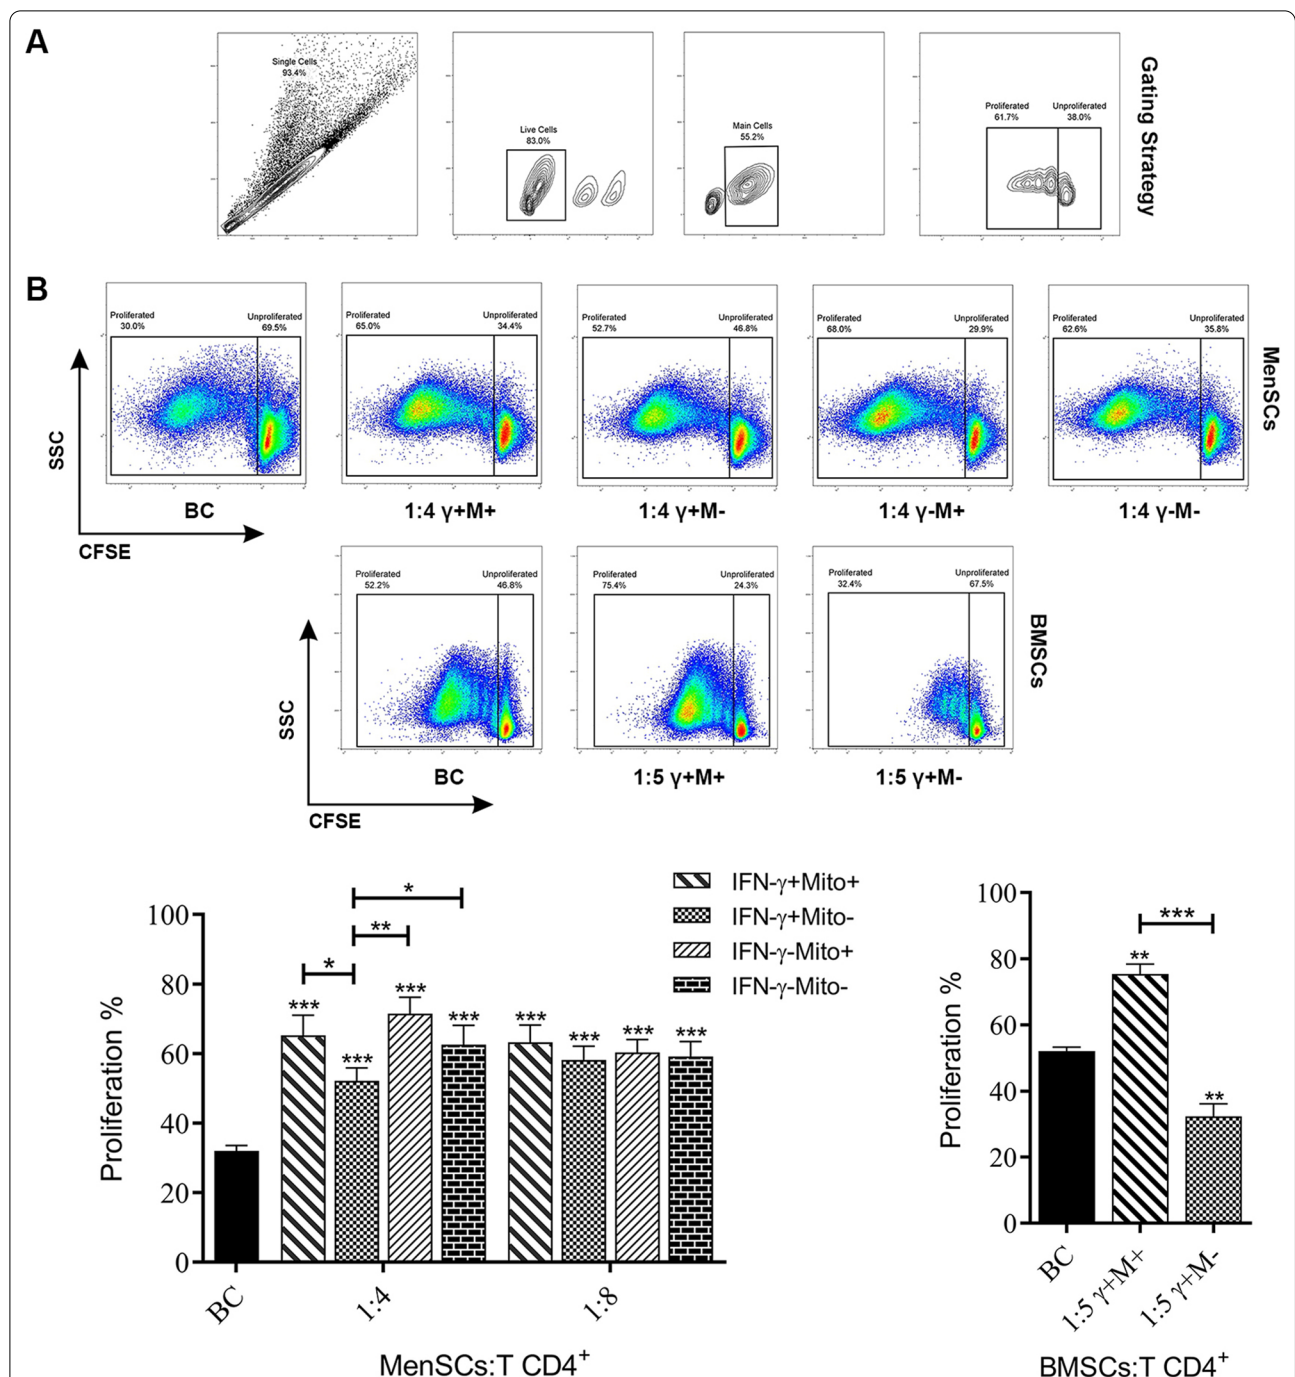 A
Single Cells
93.4%
Live Cells
83.0%
Main Cells
55.2%
Proliferated
61.7%
Unproliferated
38.0%
Gating Strategy
B
Proliferated
30.0%
Unproliferated
69.5%
Proliferated
65.0%
Unproliferated
34.4%
Proliferated
52.7%
Unproliferated
46.8%
Proliferated
68.0%
Unproliferated
29.9%
Proliferated
62.6%
Unproliferated
35.8%
MenSCs
SSC
BC
1:4 γ+M+
1:4 γ+M-
1:4 γ-M+
1:4 γ-M-
CFSE
Proliferated
52.2%
Unproliferated
46.8%
Proliferated
75.4%
Unproliferated
24.3%
Proliferated
32.4%
Unproliferated
67.5%
BMSCs
SSC
BC
1:5 γ+M+
1:5 γ+M-
CFSE
IFN-γ+Mito+
IFN-γ+Mito-
IFN-γ-Mito+
IFN-γ-Mito-
Proliferation %
100
80
60
40
20
0
*
**
*
***
***
***
***
***
***
***
***
BC
1:4
1:8
MenSCs:T CD4⁺
Proliferation %
100
80
60
40
20
0
***
**
**
BC
1:5 γ+M+
1:5 γ+M-
BMSCs:T CD4⁺